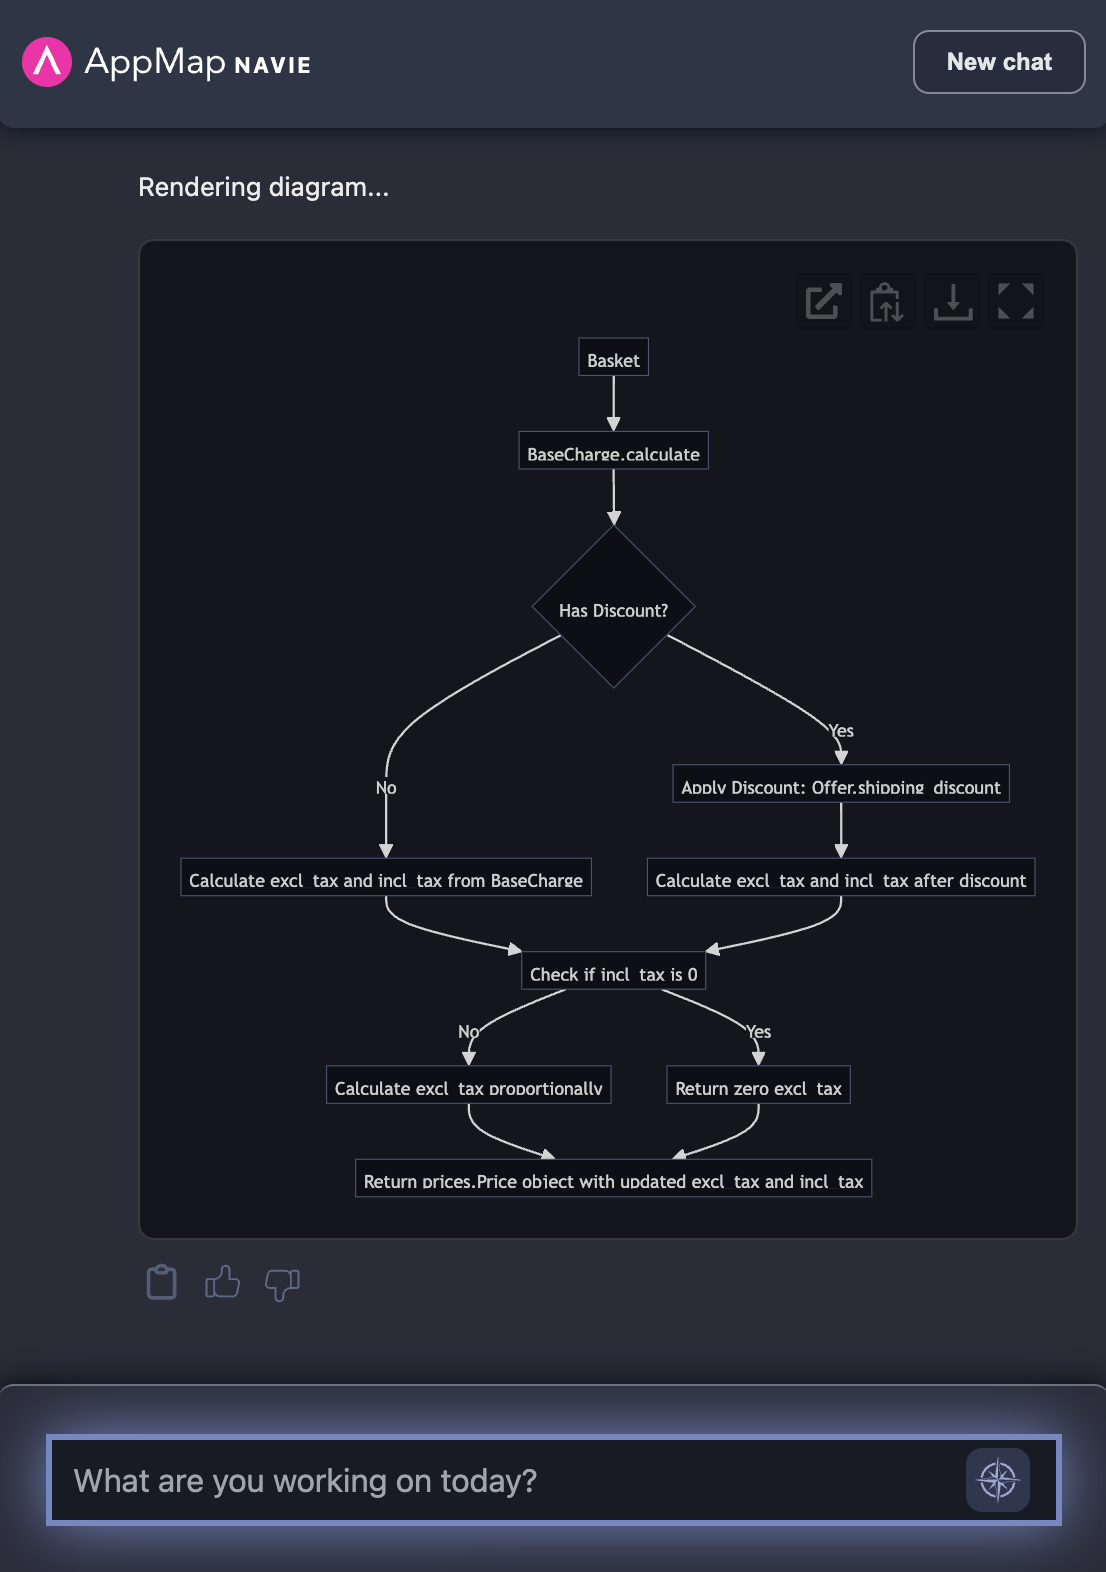 AppMap NAVIE
New chat
Rendering diagram...
Basket
BaseCharge.calculate
Has Discount?
Yes
No
Apply Discount: Offer.shipping_discount
Calculate excl_tax and incl_tax from BaseCharge
Calculate excl_tax and incl_tax after discount
Check if incl_tax is 0
No
Yes
Calculate excl_tax proportionally
Return zero excl_tax
Return prices.Price object with updated excl_tax and incl_tax
What are you working on today?